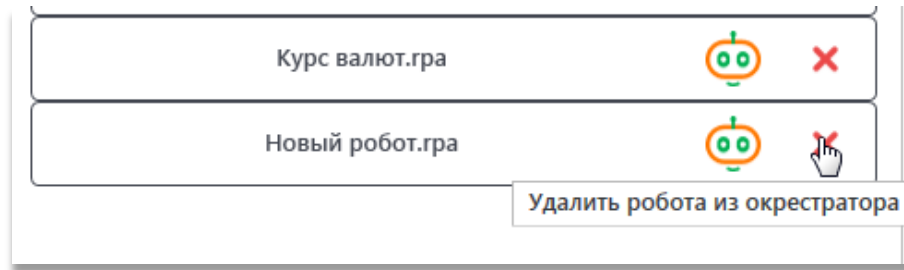 Курс валют.rpa
Новый робот.rpa
Удалить робота из окрестратора